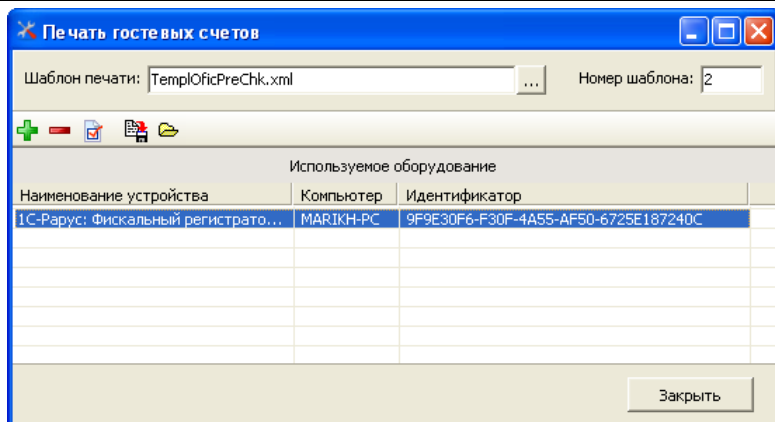 Печать гостевых счетов
Шаблон печати: TemplOficPreChk.xml ... Номер шаблона: 2
Используемое оборудование
Наименование устройства Компьютер Идентификатор
1С-Рарус: Фискальный регистрато... MARIKH-PC 9F9E30F6-F30F-4A55-AF50-6725E187240C
Закрыть